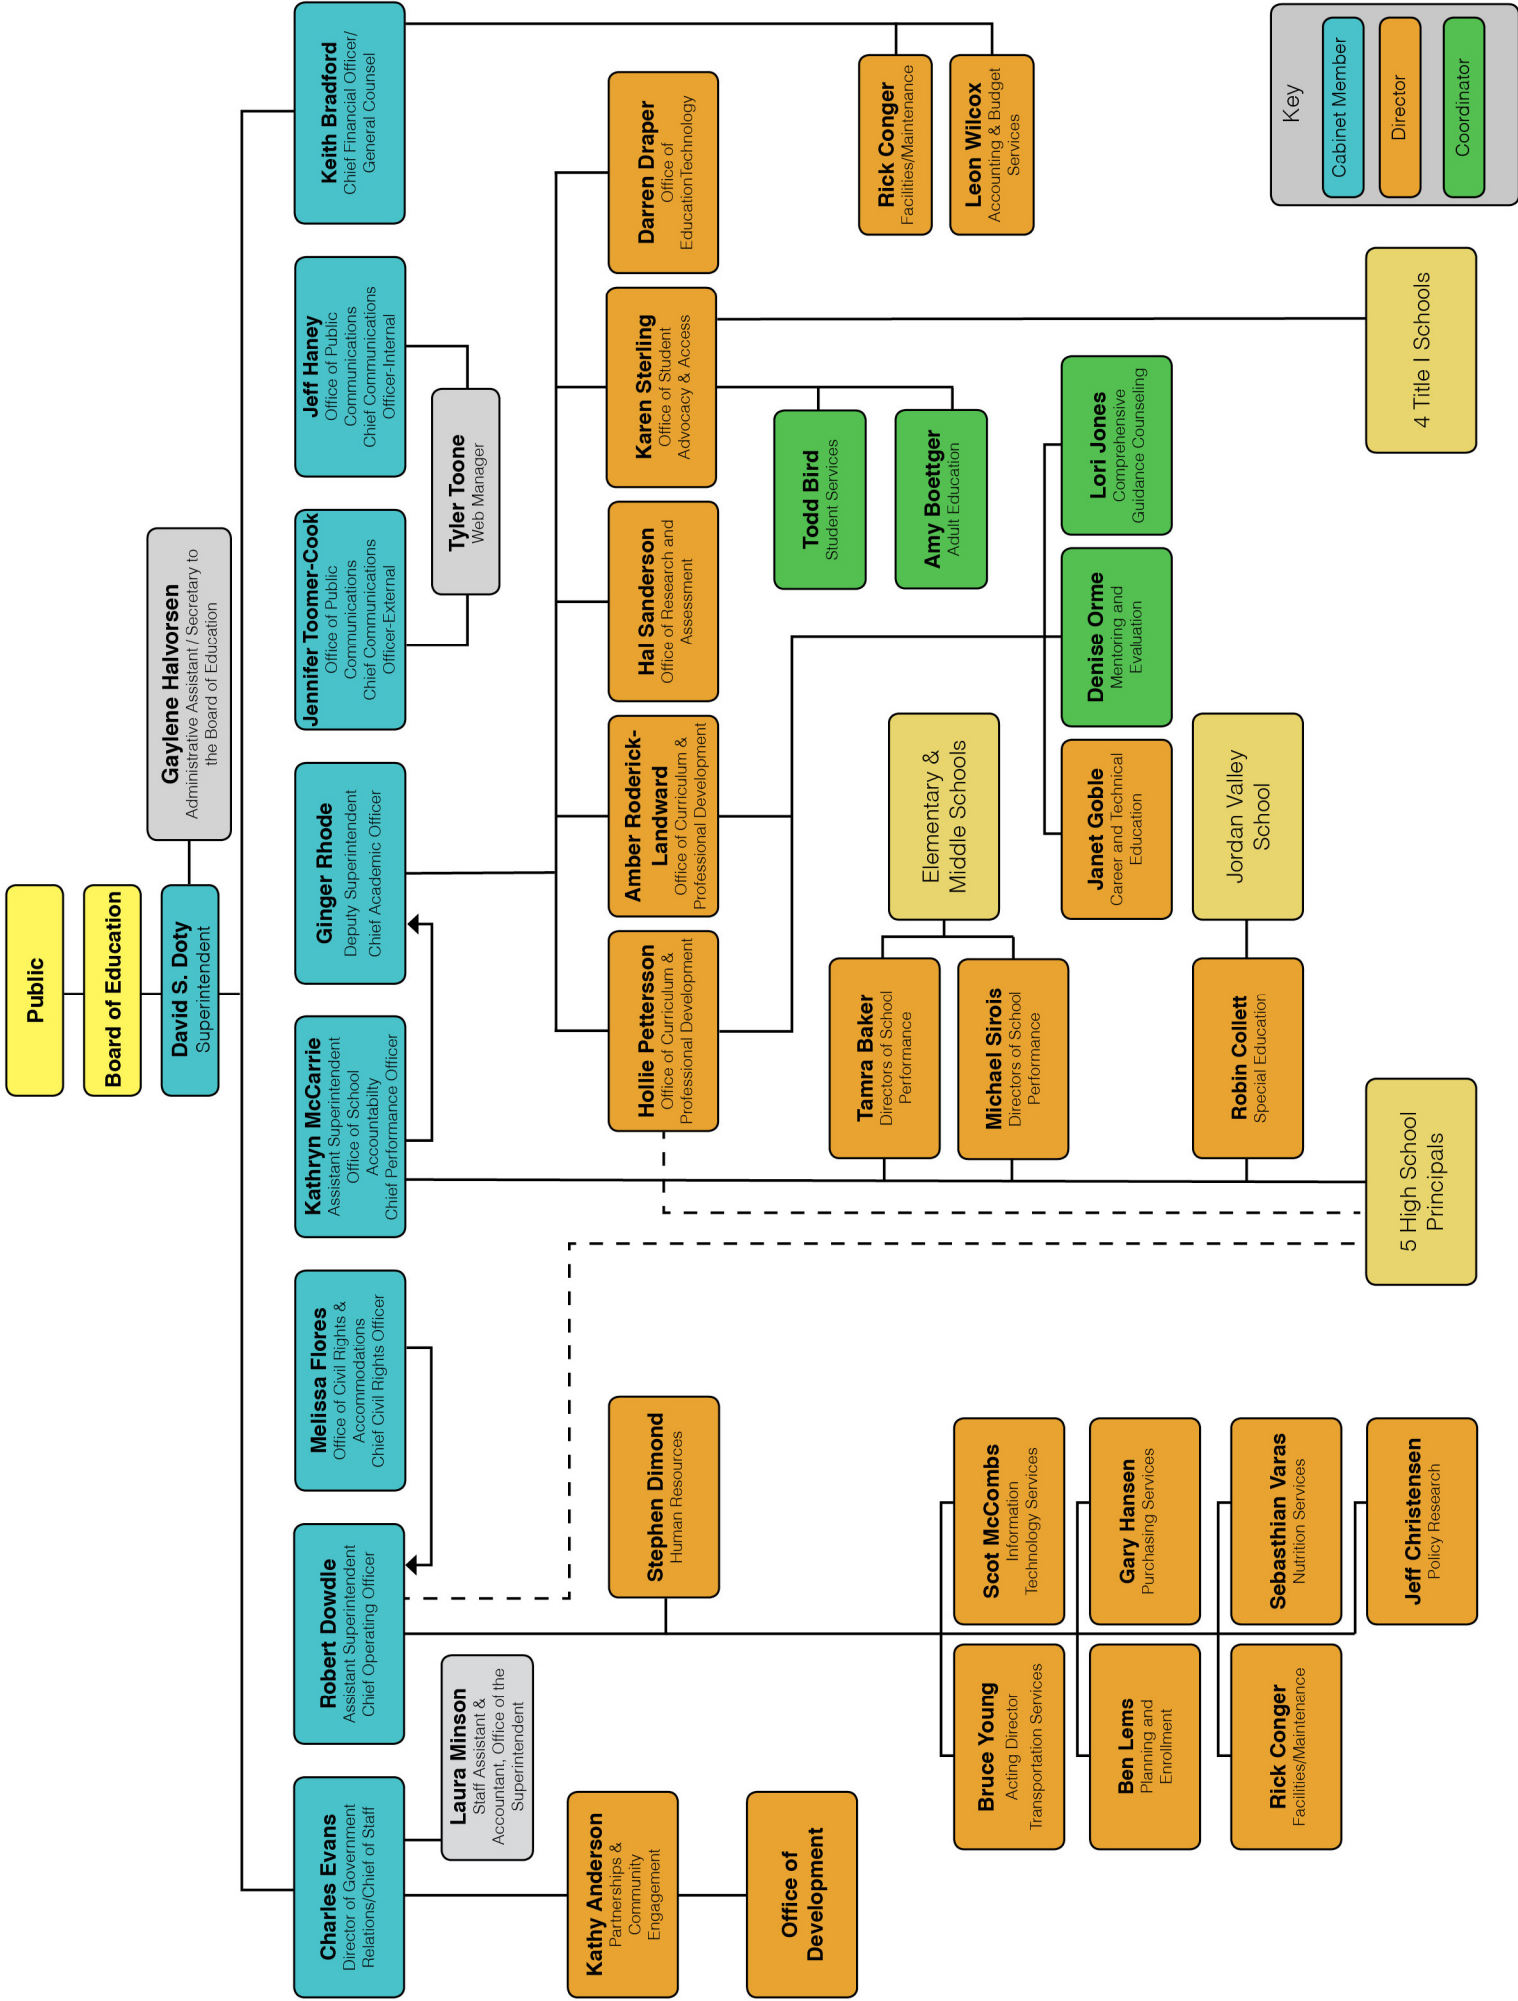 Public
Board of Education
David S. Doty
Superintendent
Gaylene Halvorsen
Administrative Assistant / Secretary to
the Board of Education
Charles Evans
Director of Government
Relations/Chief of Staff
Robert Dowdle
Assistant Superintendent
Chief Operating Officer
Melissa Flores
Office of Civil Rights &
Accommodations
Chief Civil Rights Officer
Kathryn McCarrie
Assistant Superintendent
Office of School
Accountabilty
Chief Performance Officer
Ginger Rhode
Deputy Superintendent
Chief Academic Officer
Jennifer Toomer-Cook
Office of Public
Communications
Chief Communications
Officer-External
Jeff Haney
Office of Public
Communications
Chief Communications
Officer-Internal
Keith Bradford
Chief Financial Officer/
General Counsel
Laura Minson
Staff Assistant &
Accountant, Office of the
Superintendent
Tyler Toone
Web Manager
Kathy Anderson
Partnerships &
Community
Engagement
Stephen Dimond
Human Resources
Hollie Pettersson
Office of Curriculum &
Professional Development
Amber Roderick-
Landward
Office of Curriculum &
Professional Development
Hal Sanderson
Office of Research and
Assessment
Karen Sterling
Office of Student
Advocacy & Access
Darren Draper
Office of
EducationTechnology
Office of
Development
Todd Bird
Student Services
Amy Boettger
Adult Education
Rick Conger
Facilities/Maintenance
Leon Wilcox
Accounting & Budget
Services
Tamra Baker
Directors of School
Performance
Michael Sirois
Directors of School
Performance
Elementary &
Middle Schools
Bruce Young
Acting Director
Transportation Services
Scot McCombs
Information
Technology Services
Janet Goble
Career and Technical
Education
Denise Orme
Mentoring and
Evaluation
Lori Jones
Comprehensive
Guidance Counseling
Ben Lems
Planning and
Enrollment
Gary Hansen
Purchasing Services
Robin Collett
Special Education
Jordan Valley
School
Rick Conger
Facilities/Maintenance
Sebasthian Varas
Nutrition Services
Jeff Christensen
Policy Research
5 High School
Principals
4 Title I Schools
Key
Cabinet Member
Director
Coordinator